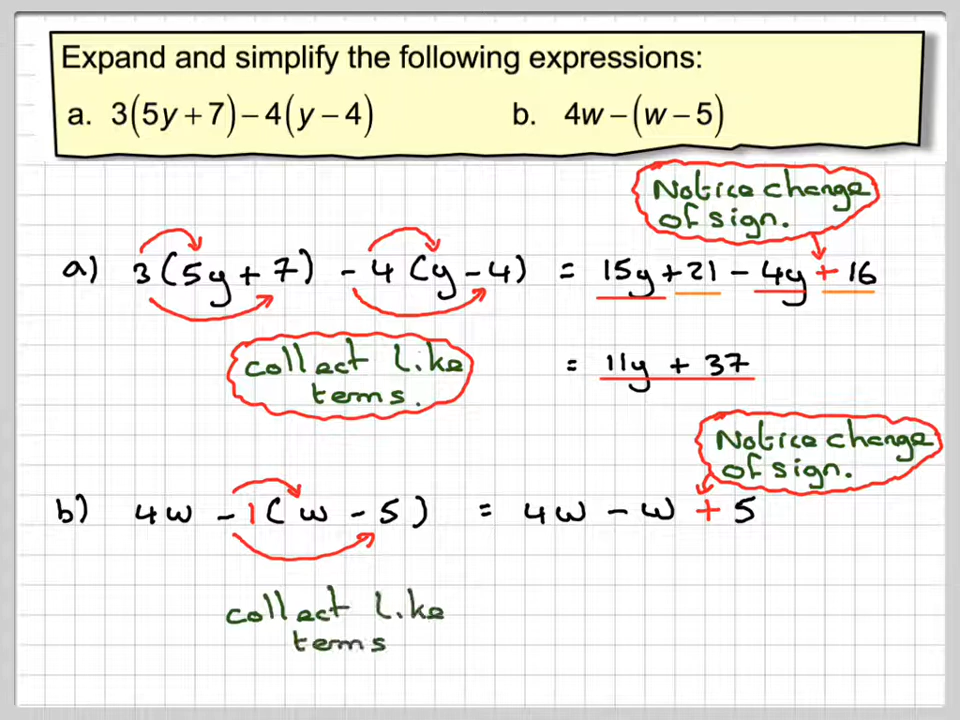 Expand and simplify the following expressions:
a. 3(5y + 7) – 4(y – 4) b. 4w – (w – 5)
Notice change
of sign.
a) 3(5y + 7) - 4(y - 4) = 15y + 21 - 4y + 16
collect like
terms.
= 11y + 37
Notice change
of sign.
b) 4w - 1(w - 5) = 4w - w + 5
collect like
terms